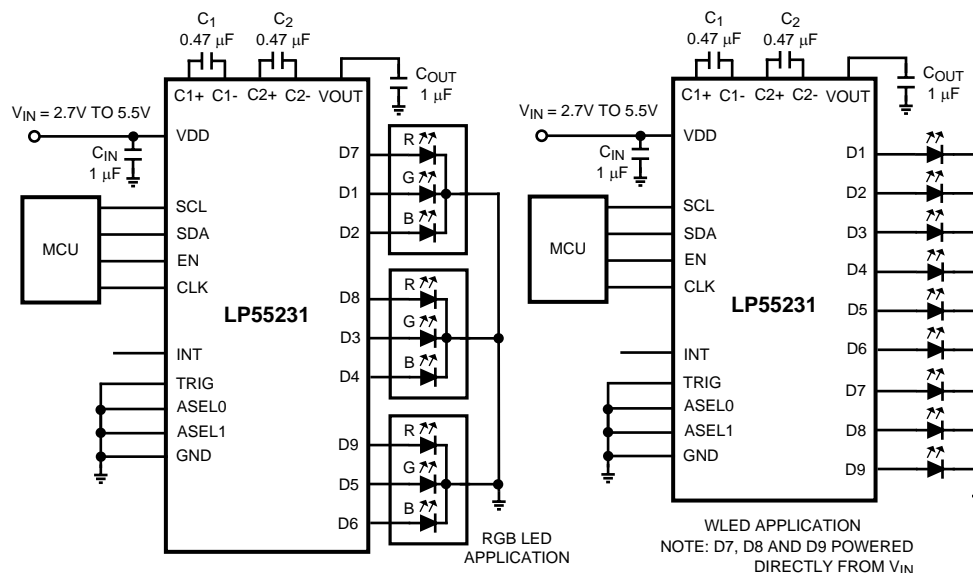 C1
0.47 µF
C2
0.47 µF
COUT
1 µF
C1+ C1- C2+ C2- VOUT
VIN = 2.7V TO 5.5V
VDD
CIN
1 µF
MCU
SCL
SDA
EN
CLK
LP55231
INT
TRIG
ASEL0
ASEL1
GND
D7
R
D1
G
D2
B
D8
R
D3
G
D4
B
D9
R
D5
G
D6
B
RGB LED
APPLICATION
C1
0.47 µF
C2
0.47 µF
COUT
1 µF
C1+ C1- C2+ C2- VOUT
VIN = 2.7V TO 5.5V
VDD
CIN
1 µF
MCU
SCL
SDA
EN
CLK
LP55231
INT
TRIG
ASEL0
ASEL1
GND
D1
D2
D3
D4
D5
D6
D7
D8
D9
WLED APPLICATION
NOTE: D7, D8 AND D9 POWERED
DIRECTLY FROM VIN